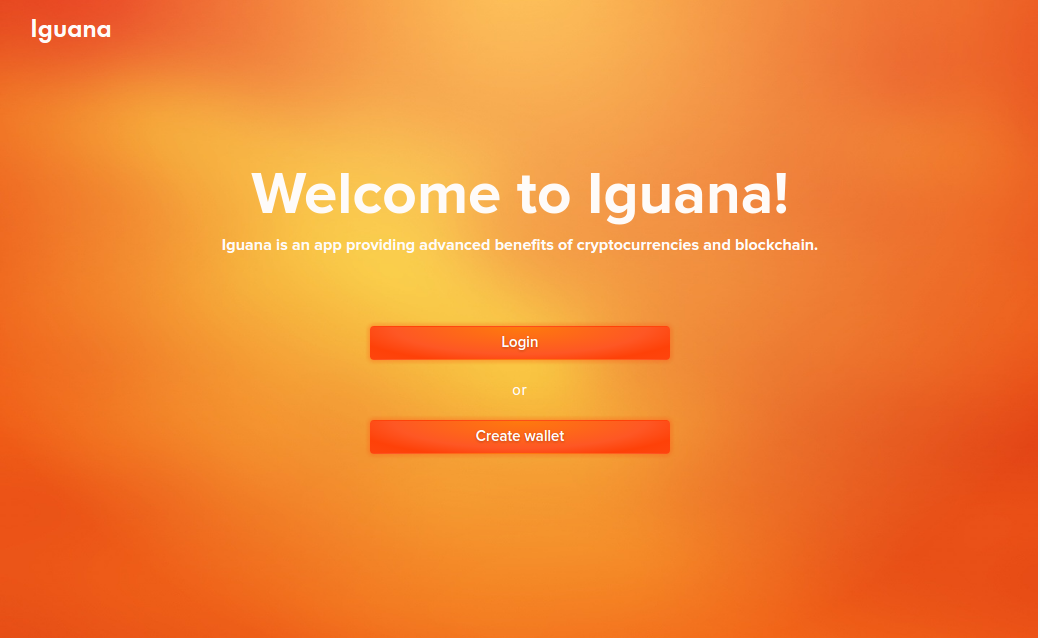 Iguana
Welcome to Iguana!
Iguana is an app providing advanced benefits of cryptocurrencies and blockchain.
Login
or
Create wallet